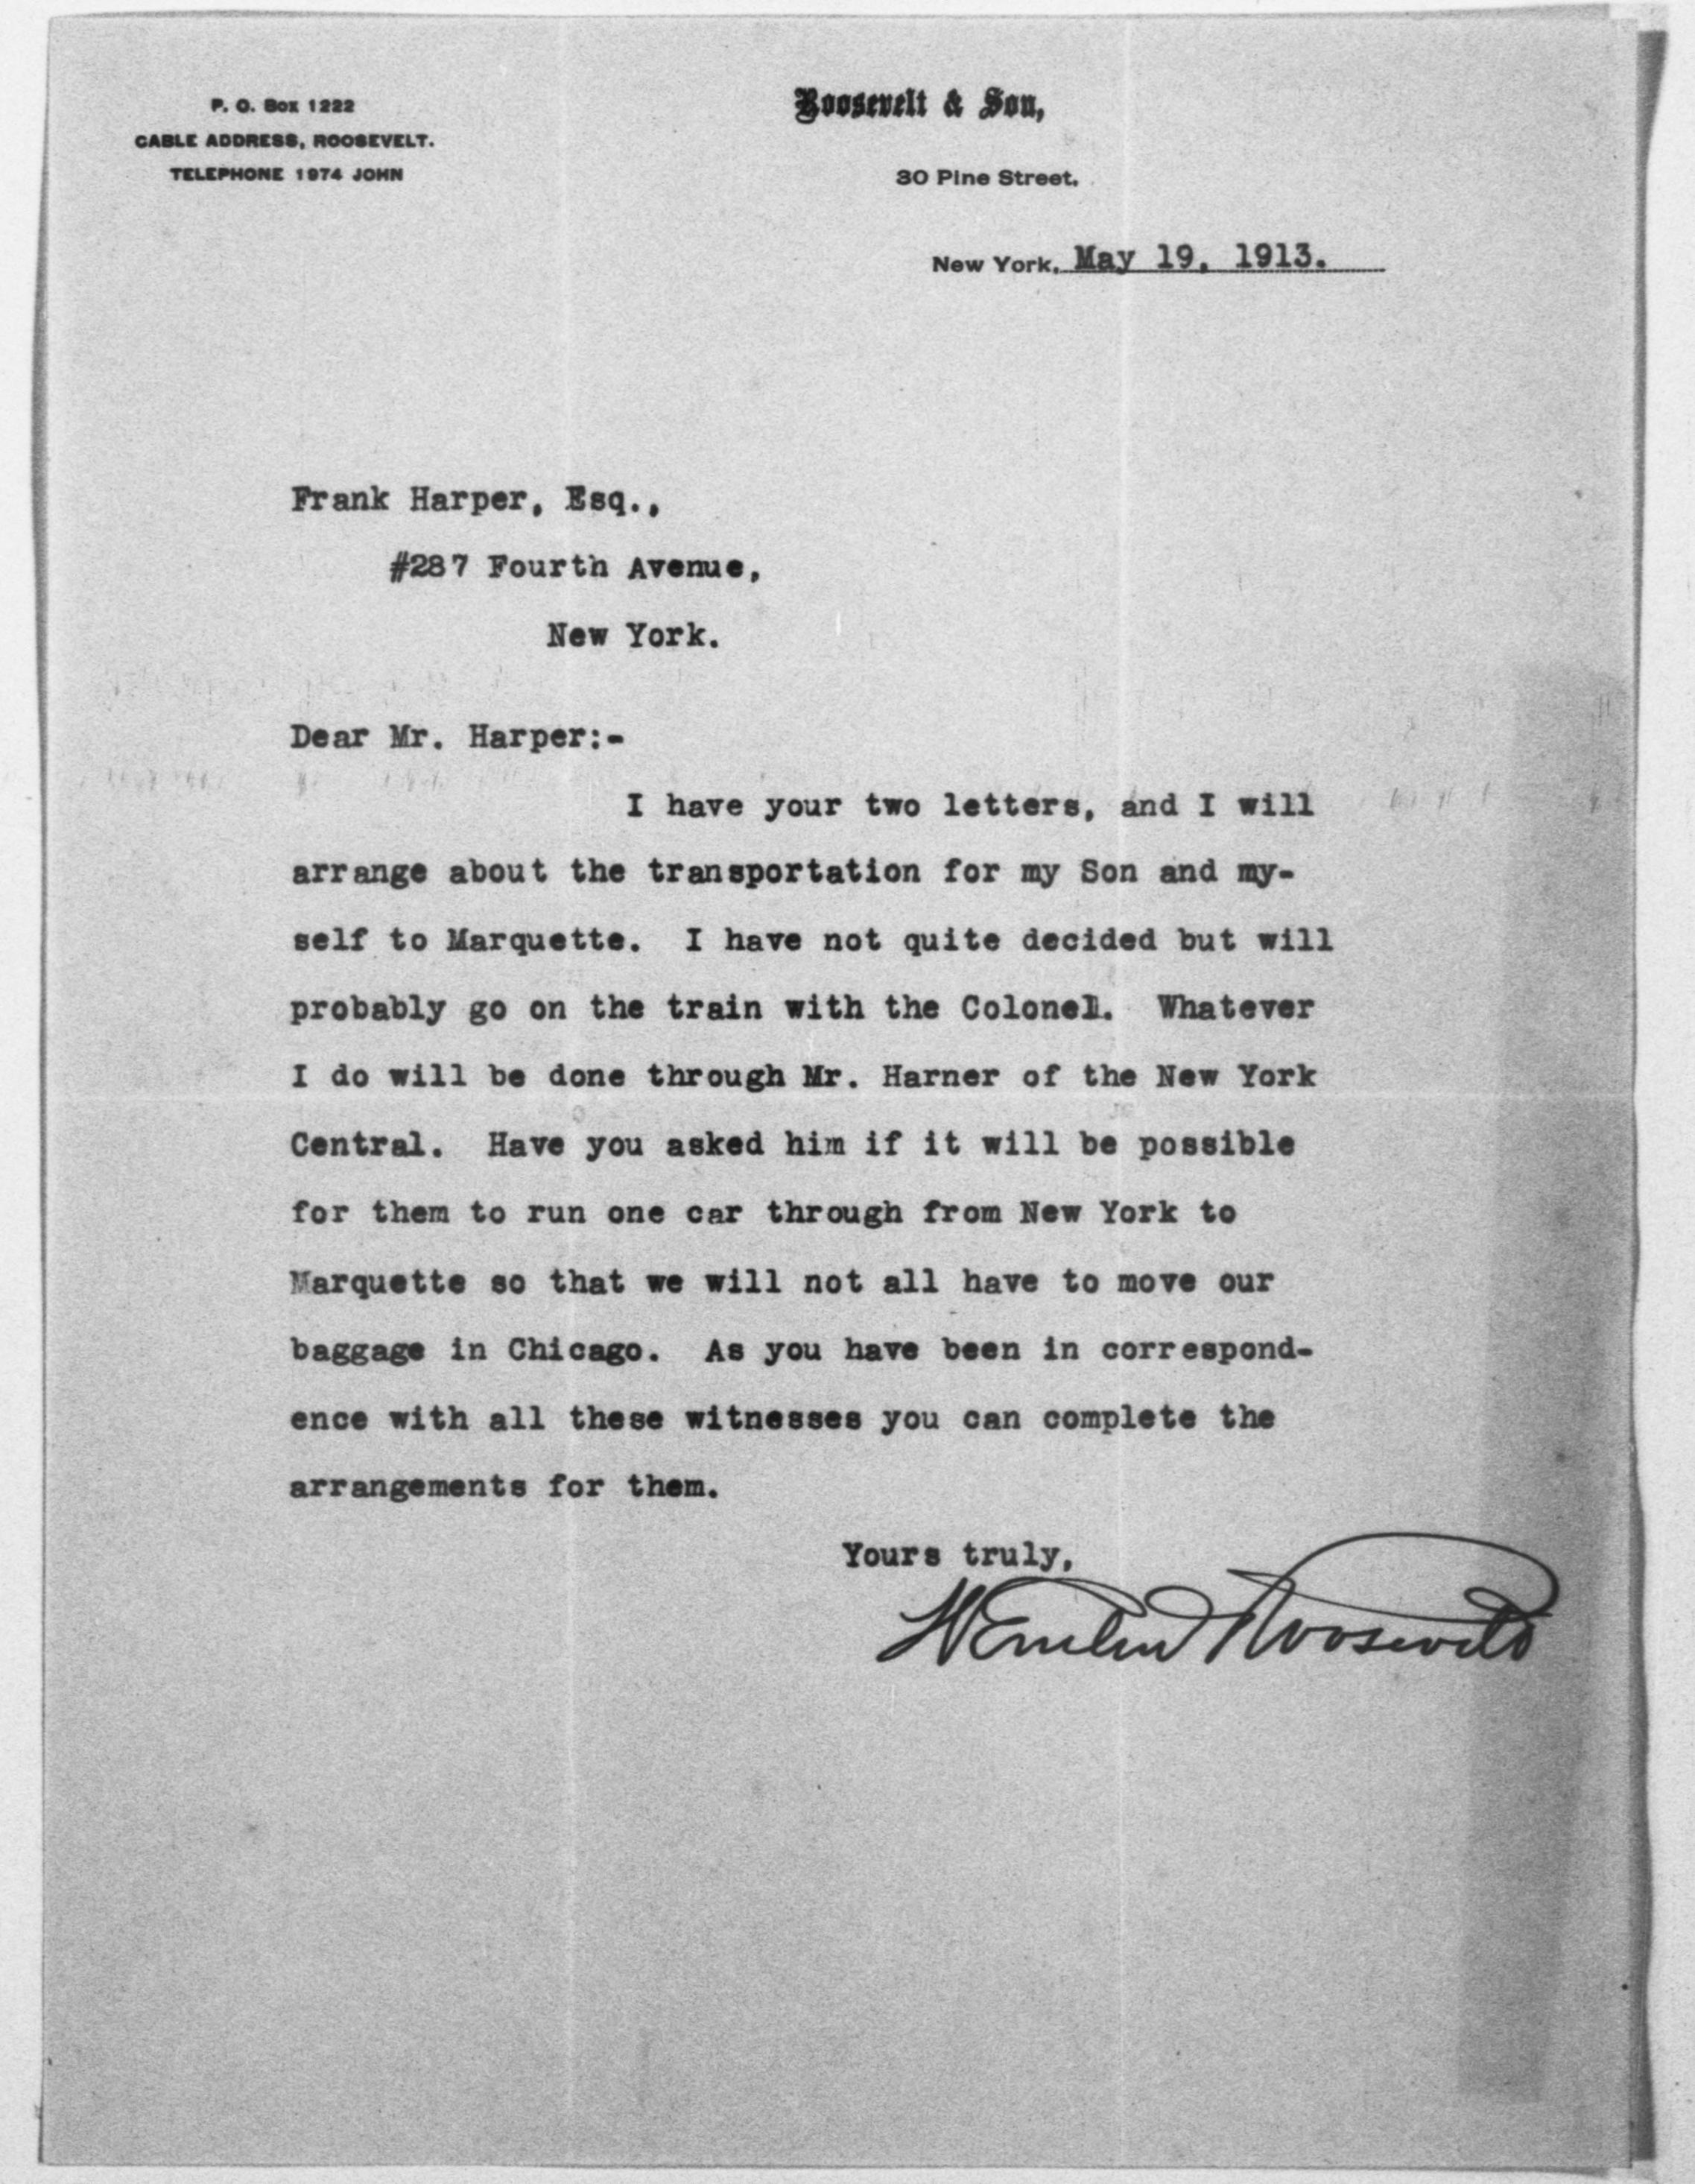 P. O. Box 1222
CABLE ADDRESS, ROOSEVELT.
TELEPHONE 1974 JOHN
Roosevelt & Son,
30 Pine Street.
New York, May 19, 1913.
Frank Harper, Esq.,
#287 Fourth Avenue,
New York.
Dear Mr. Harper:-
I have your two letters, and I will
arrange about the transportation for my Son and my-
self to Marquette. I have not quite decided but will
probably go on the train with the Colonel. Whatever
I do will be done through Mr. Harner of the New York
Central. Have you asked him if it will be possible
for them to run one car through from New York to
Marquette so that we will not all have to move our
baggage in Chicago. As you have been in correspond-
ence with all these witnesses you can complete the
arrangements for them.
Yours truly,
W Emlen Roosevelt